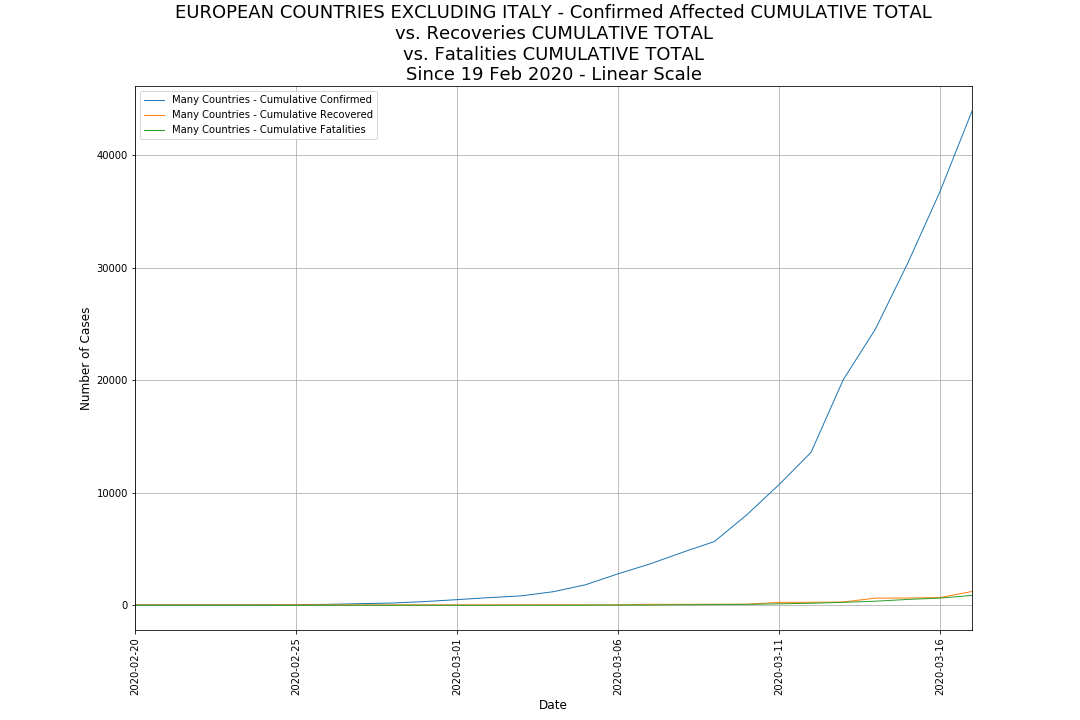 EUROPEAN COUNTRIES EXCLUDING ITALY - Confirmed Affected CUMULATIVE TOTAL
vs. Recoveries CUMULATIVE TOTAL
vs. Fatalities CUMULATIVE TOTAL
Since 19 Feb 2020 - Linear Scale
Many Countries - Cumulative Confirmed
Many Countries - Cumulative Recovered
Many Countries - Cumulative Fatalities
Number of Cases
40000
30000
20000
10000
0
2020-02-20
2020-02-25
2020-03-01
2020-03-06
2020-03-11
2020-03-16
Date